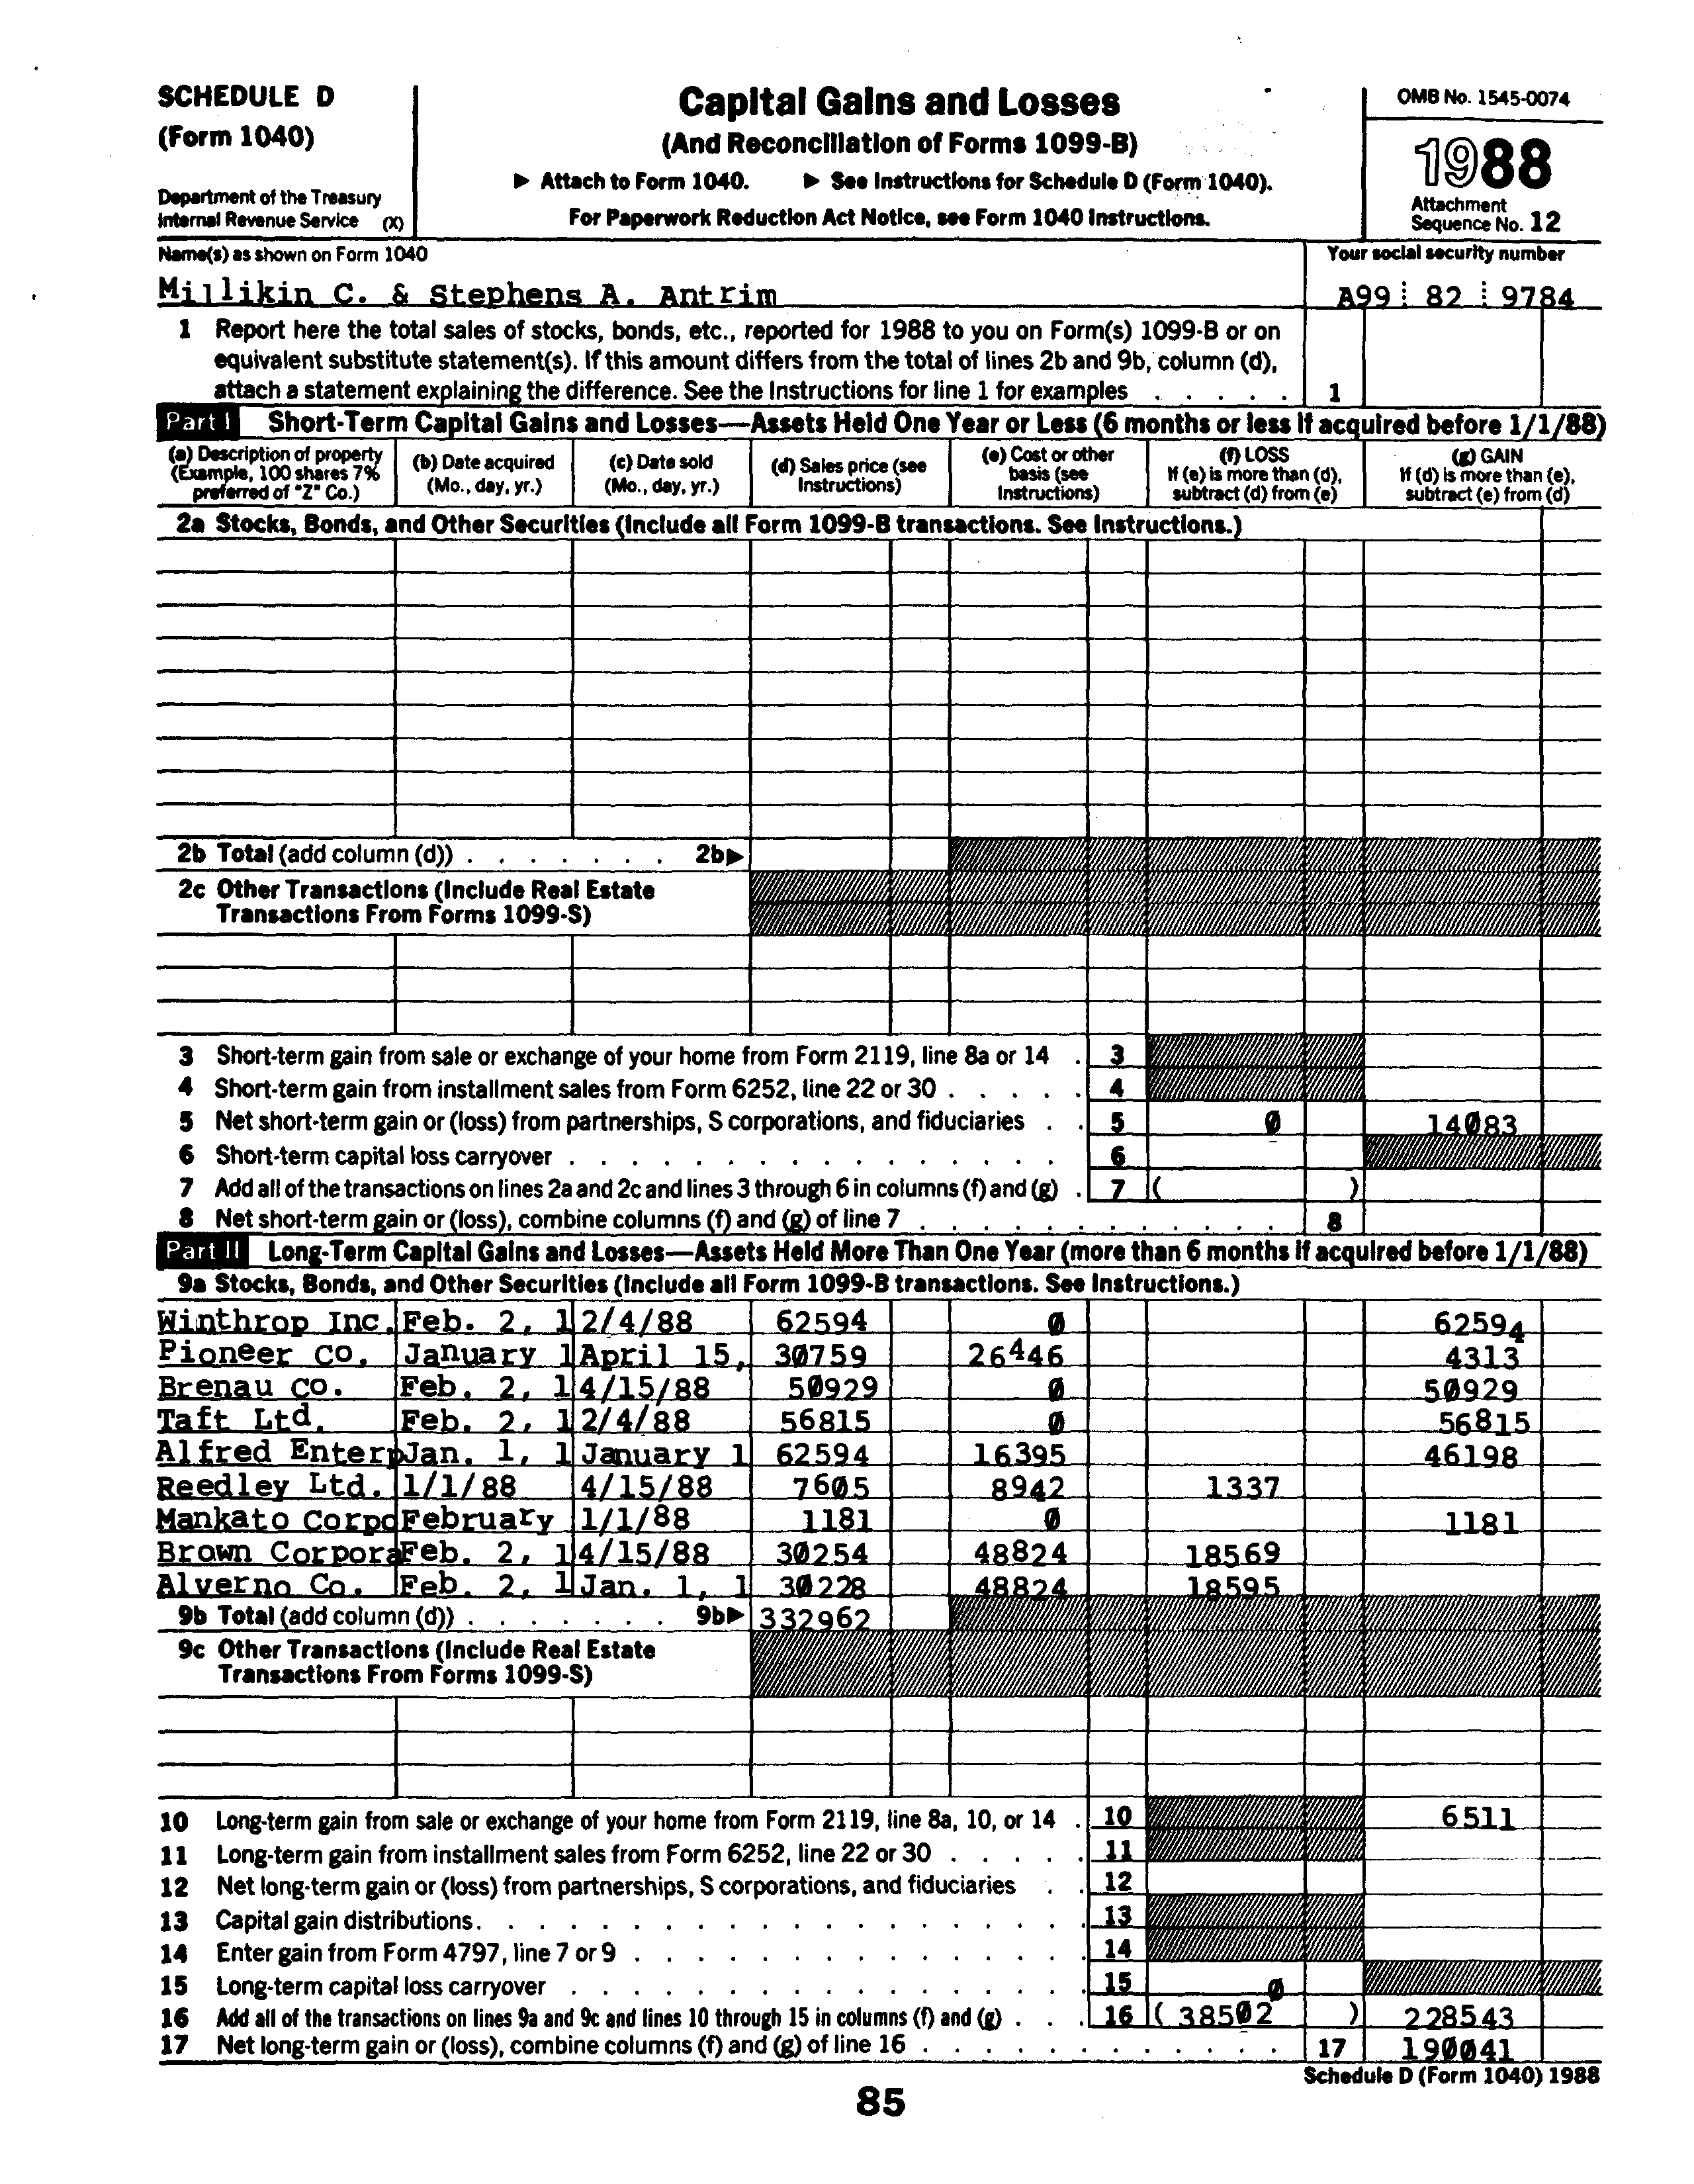 SCHEDULE D
(Form 1040)
Department of the Treasury
Internal Revenue Service (X)
Capital Gains and Losses
(And Reconciliation of Forms 1099-B)
▶ Attach to Form 1040. ▶ See Instructions for Schedule D (Form 1040).
For Paperwork Reduction Act Notice, see Form 1040 Instructions.
OMB No. 1545-0074
1988
Attachment
Sequence No. 12
Name(s) as shown on Form 1040
Your social security number
Millikin C. & Stephens A. Antrim
A99 82 9784
1 Report here the total sales of stocks, bonds, etc., reported for 1988 to you on Form(s) 1099-B or on
equivalent substitute statement(s). If this amount differs from the total of lines 2b and 9b, column (d),
attach a statement explaining the difference. See the Instructions for line 1 for examples . . . . . 1
Part I Short-Term Capital Gains and Losses—Assets Held One Year or Less (6 months or less if acquired before 1/1/88)
(a) Description of property
(Example, 100 shares 7%
preferred of "Z" Co.)
(b) Date acquired
(Mo., day, yr.)
(c) Date sold
(Mo., day, yr.)
(d) Sales price (see
Instructions)
(e) Cost or other
basis (see
Instructions)
(f) LOSS
If (e) is more than (d),
subtract (d) from (e)
(g) GAIN
If (d) is more than (e),
subtract (e) from (d)
2a Stocks, Bonds, and Other Securities (Include all Form 1099-B transactions. See Instructions.)
2b Total (add column (d)) . . . . . . . 2b▶
2c Other Transactions (Include Real Estate
Transactions From Forms 1099-S)
3 Short-term gain from sale or exchange of your home from Form 2119, line 8a or 14 . 3
4 Short-term gain from installment sales from Form 6252, line 22 or 30 . . . . . 4
5 Net short-term gain or (loss) from partnerships, S corporations, and fiduciaries . . 5 0 14083
6 Short-term capital loss carryover . . . . . . . . . . . . . . . 6
7 Add all of the transactions on lines 2a and 2c and lines 3 through 6 in columns (f) and (g) . 7 ( )
8 Net short-term gain or (loss), combine columns (f) and (g) of line 7 . . . . . . . . . . . . 8
Part II Long-Term Capital Gains and Losses—Assets Held More Than One Year (more than 6 months if acquired before 1/1/88)
9a Stocks, Bonds, and Other Securities (Include all Form 1099-B transactions. See Instructions.)
Winthrop Inc. Feb. 2, 1 2/4/88 62594 0 62594
Pioneer Co. January 1 April 15, 30759 26446 4313
Brenau Co. Feb. 2, 1 4/15/88 50929 0 50929
Taft Ltd. Feb. 2, 1 2/4/88 56815 0 56815
Alfred Enterp Jan. 1, 1 January 1 62594 16395 46198
Reedley Ltd. 1/1/88 4/15/88 7605 8942 1337
Mankato Corpo February 1/1/88 1181 0 1181
Brown Corpora Feb. 2, 1 4/15/88 30254 48824 18569
Alverno Co. Feb. 2, 1 Jan. 1, 1 30228 48824 18595
9b Total (add column (d)) . . . . . . . 9b▶ 332962
9c Other Transactions (Include Real Estate
Transactions From Forms 1099-S)
10 Long-term gain from sale or exchange of your home from Form 2119, line 8a, 10, or 14 . 10 6511
11 Long-term gain from installment sales from Form 6252, line 22 or 30 . . . . . 11
12 Net long-term gain or (loss) from partnerships, S corporations, and fiduciaries . . 12
13 Capital gain distributions. . . . . . . . . . . . . . . . . . 13
14 Enter gain from Form 4797, line 7 or 9 . . . . . . . . . . . . . 14
15 Long-term capital loss carryover . . . . . . . . . . . . . . . 15 0
16 Add all of the transactions on lines 9a and 9c and lines 10 through 15 in columns (f) and (g) . . . 16 ( 38502 ) 228543
17 Net long-term gain or (loss), combine columns (f) and (g) of line 16 . . . . . . . . . . . . 17 190041
Schedule D (Form 1040) 1988
85